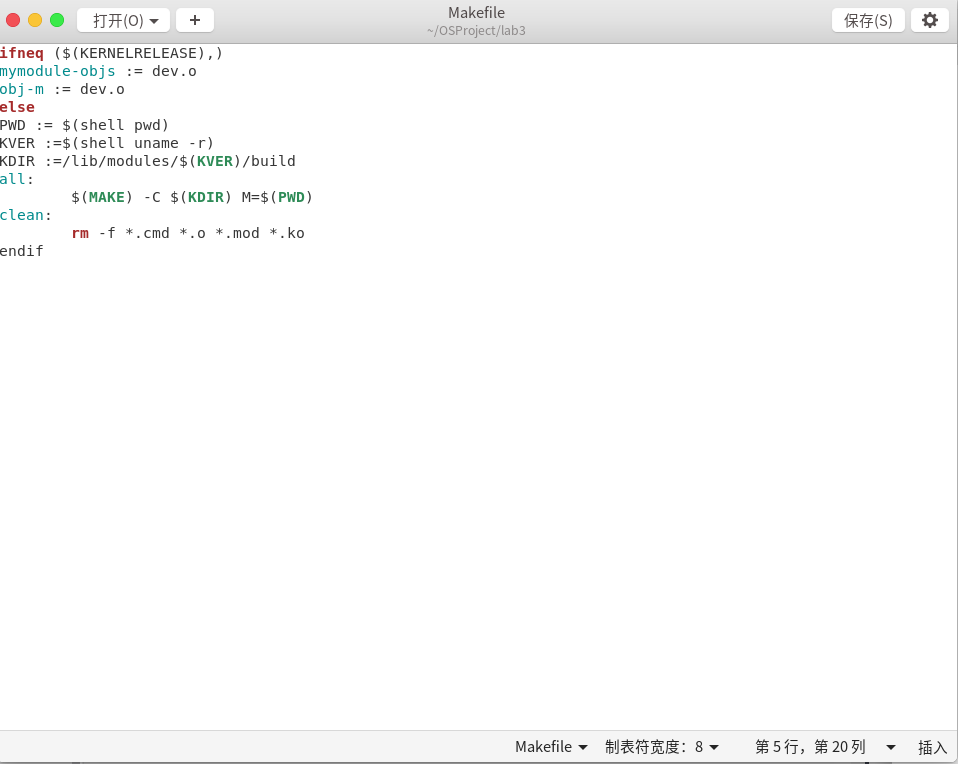 打开(O)
+
Makefile
~/OSProject/lab3
保存(S)
ifneq ($(KERNELRELEASE),)
mymodule-objs := dev.o
obj-m := dev.o
else
PWD := $(shell pwd)
KVER :=$(shell uname -r)
KDIR :=/lib/modules/$(KVER)/build
all:
	$(MAKE) -C $(KDIR) M=$(PWD)
clean:
	rm -f *.cmd *.o *.mod *.ko
endif
Makefile 制表符宽度：8 第 5 行，第 20 列 插入